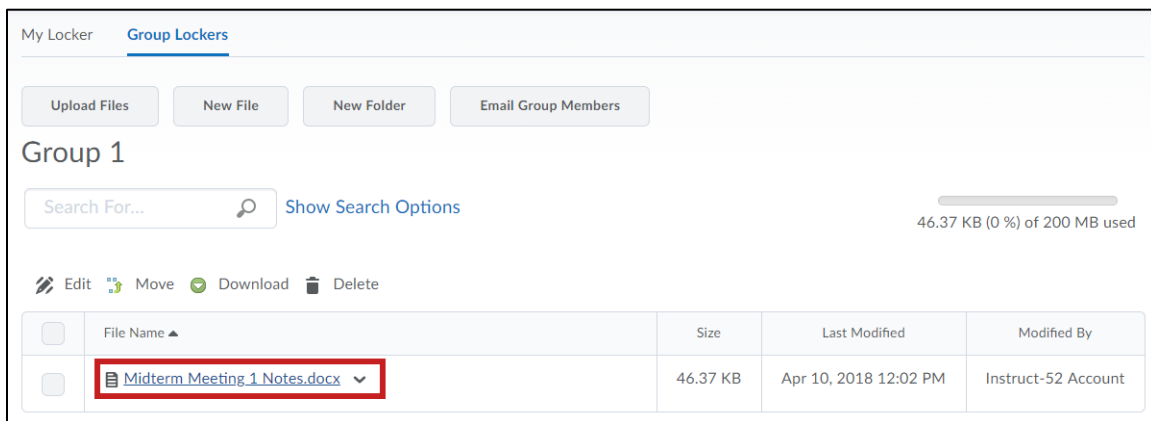 My Locker Group Lockers
Upload Files New File New Folder Email Group Members
Group 1
Search For... Show Search Options
46.37 KB (0 %) of 200 MB used
Edit Move Download Delete
File Name Size Last Modified Modified By
Midterm Meeting 1 Notes.docx 46.37 KB Apr 10, 2018 12:02 PM Instruct-52 Account